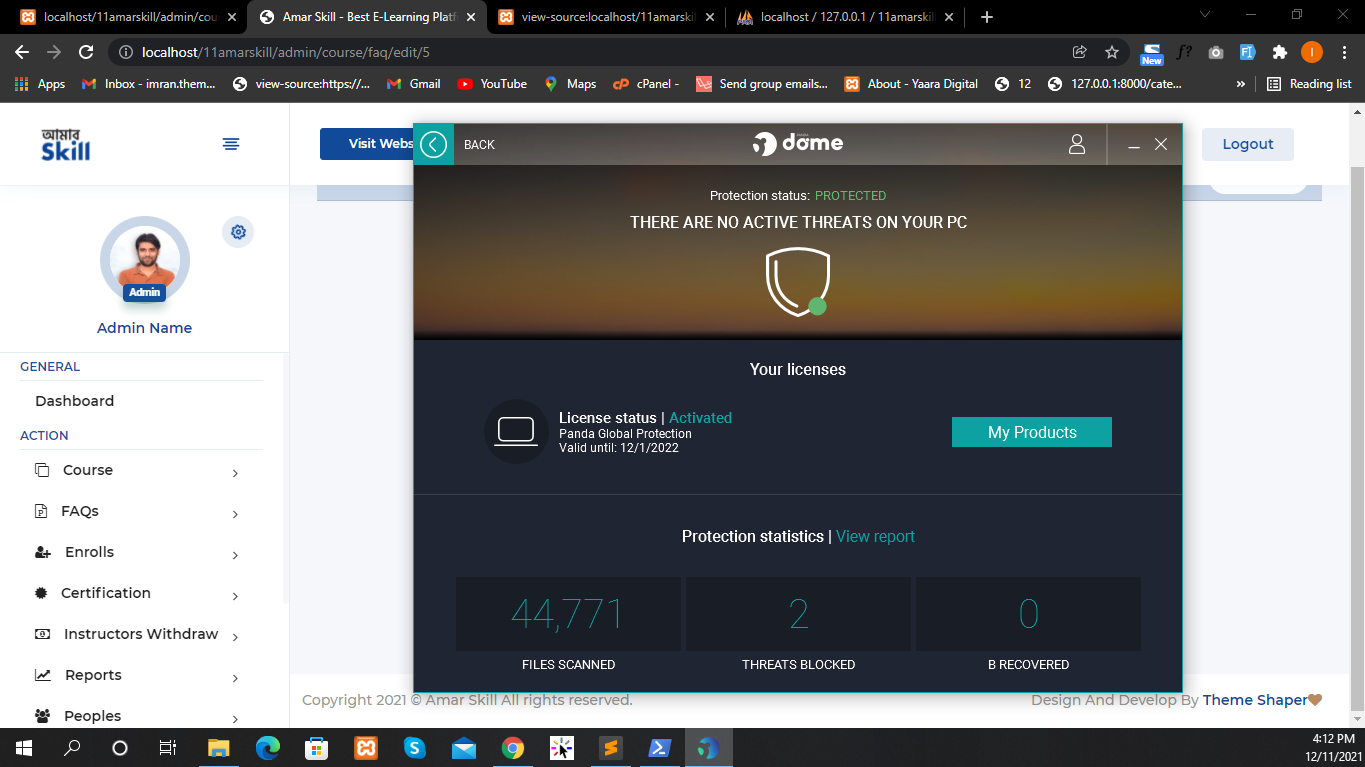 localhost/11amarskill/admin/cou
Amar Skill - Best E-Learning Platf
view-source:localhost/11amarskil
localhost / 127.0.0.1 / 11amarskill
localhost/11amarskill/admin/course/faq/edit/5
New
f?
I
Apps
Inbox - imran.them...
view-source:https://...
Gmail
YouTube
Maps
cPanel -
Send group emails...
About - Yaara Digital
12
127.0.0.1:8000/cate...
»
Reading list
আমার
Skill
Visit Webs
Logout
BACK
dome
Protection status: PROTECTED
THERE ARE NO ACTIVE THREATS ON YOUR PC
Admin
Admin Name
GENERAL
Dashboard
ACTION
Course
FAQs
Enrolls
Certification
Instructors Withdraw
Reports
Peoples
Your licenses
License status | Activated
Panda Global Protection
Valid until: 12/1/2022
My Products
Protection statistics | View report
44,771
2
0
FILES SCANNED
THREATS BLOCKED
B RECOVERED
Copyright 2021 © Amar Skill All rights reserved.
Design And Develop By Theme Shaper
4:12 PM
12/11/2021